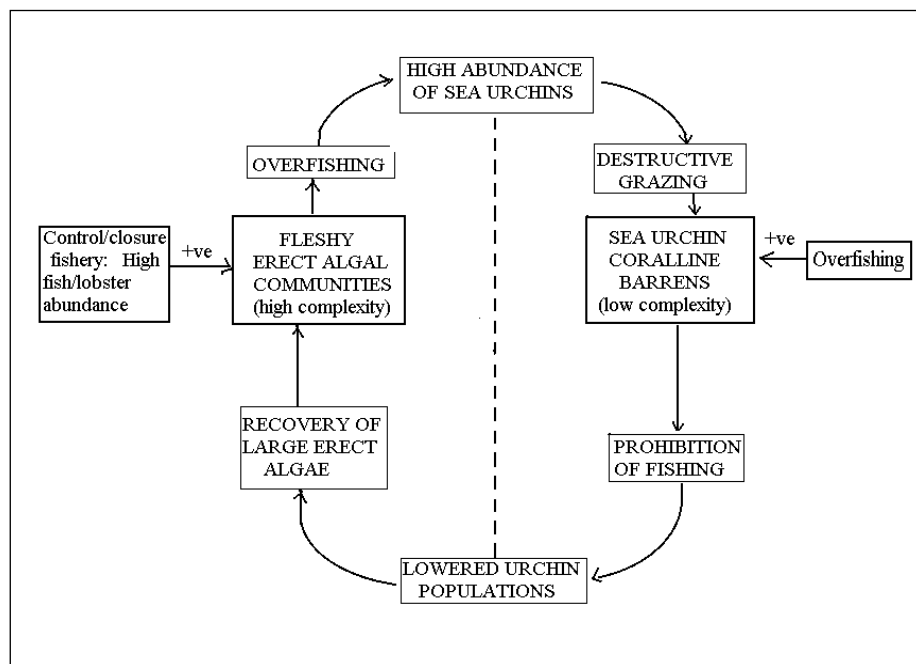 HIGH ABUNDANCE
OF SEA URCHINS
OVERFISHING
DESTRUCTIVE
GRAZING
Control/closure
fishery: High
fish/lobster
abundance
+ve
FLESHY
ERECT ALGAL
COMMUNITIES
(high complexity)
SEA URCHIN
CORALLINE
BARRENS
(low complexity)
+ve
Overfishing
RECOVERY OF
LARGE ERECT
ALGAE
PROHIBITION
OF FISHING
LOWERED URCHIN
POPULATIONS